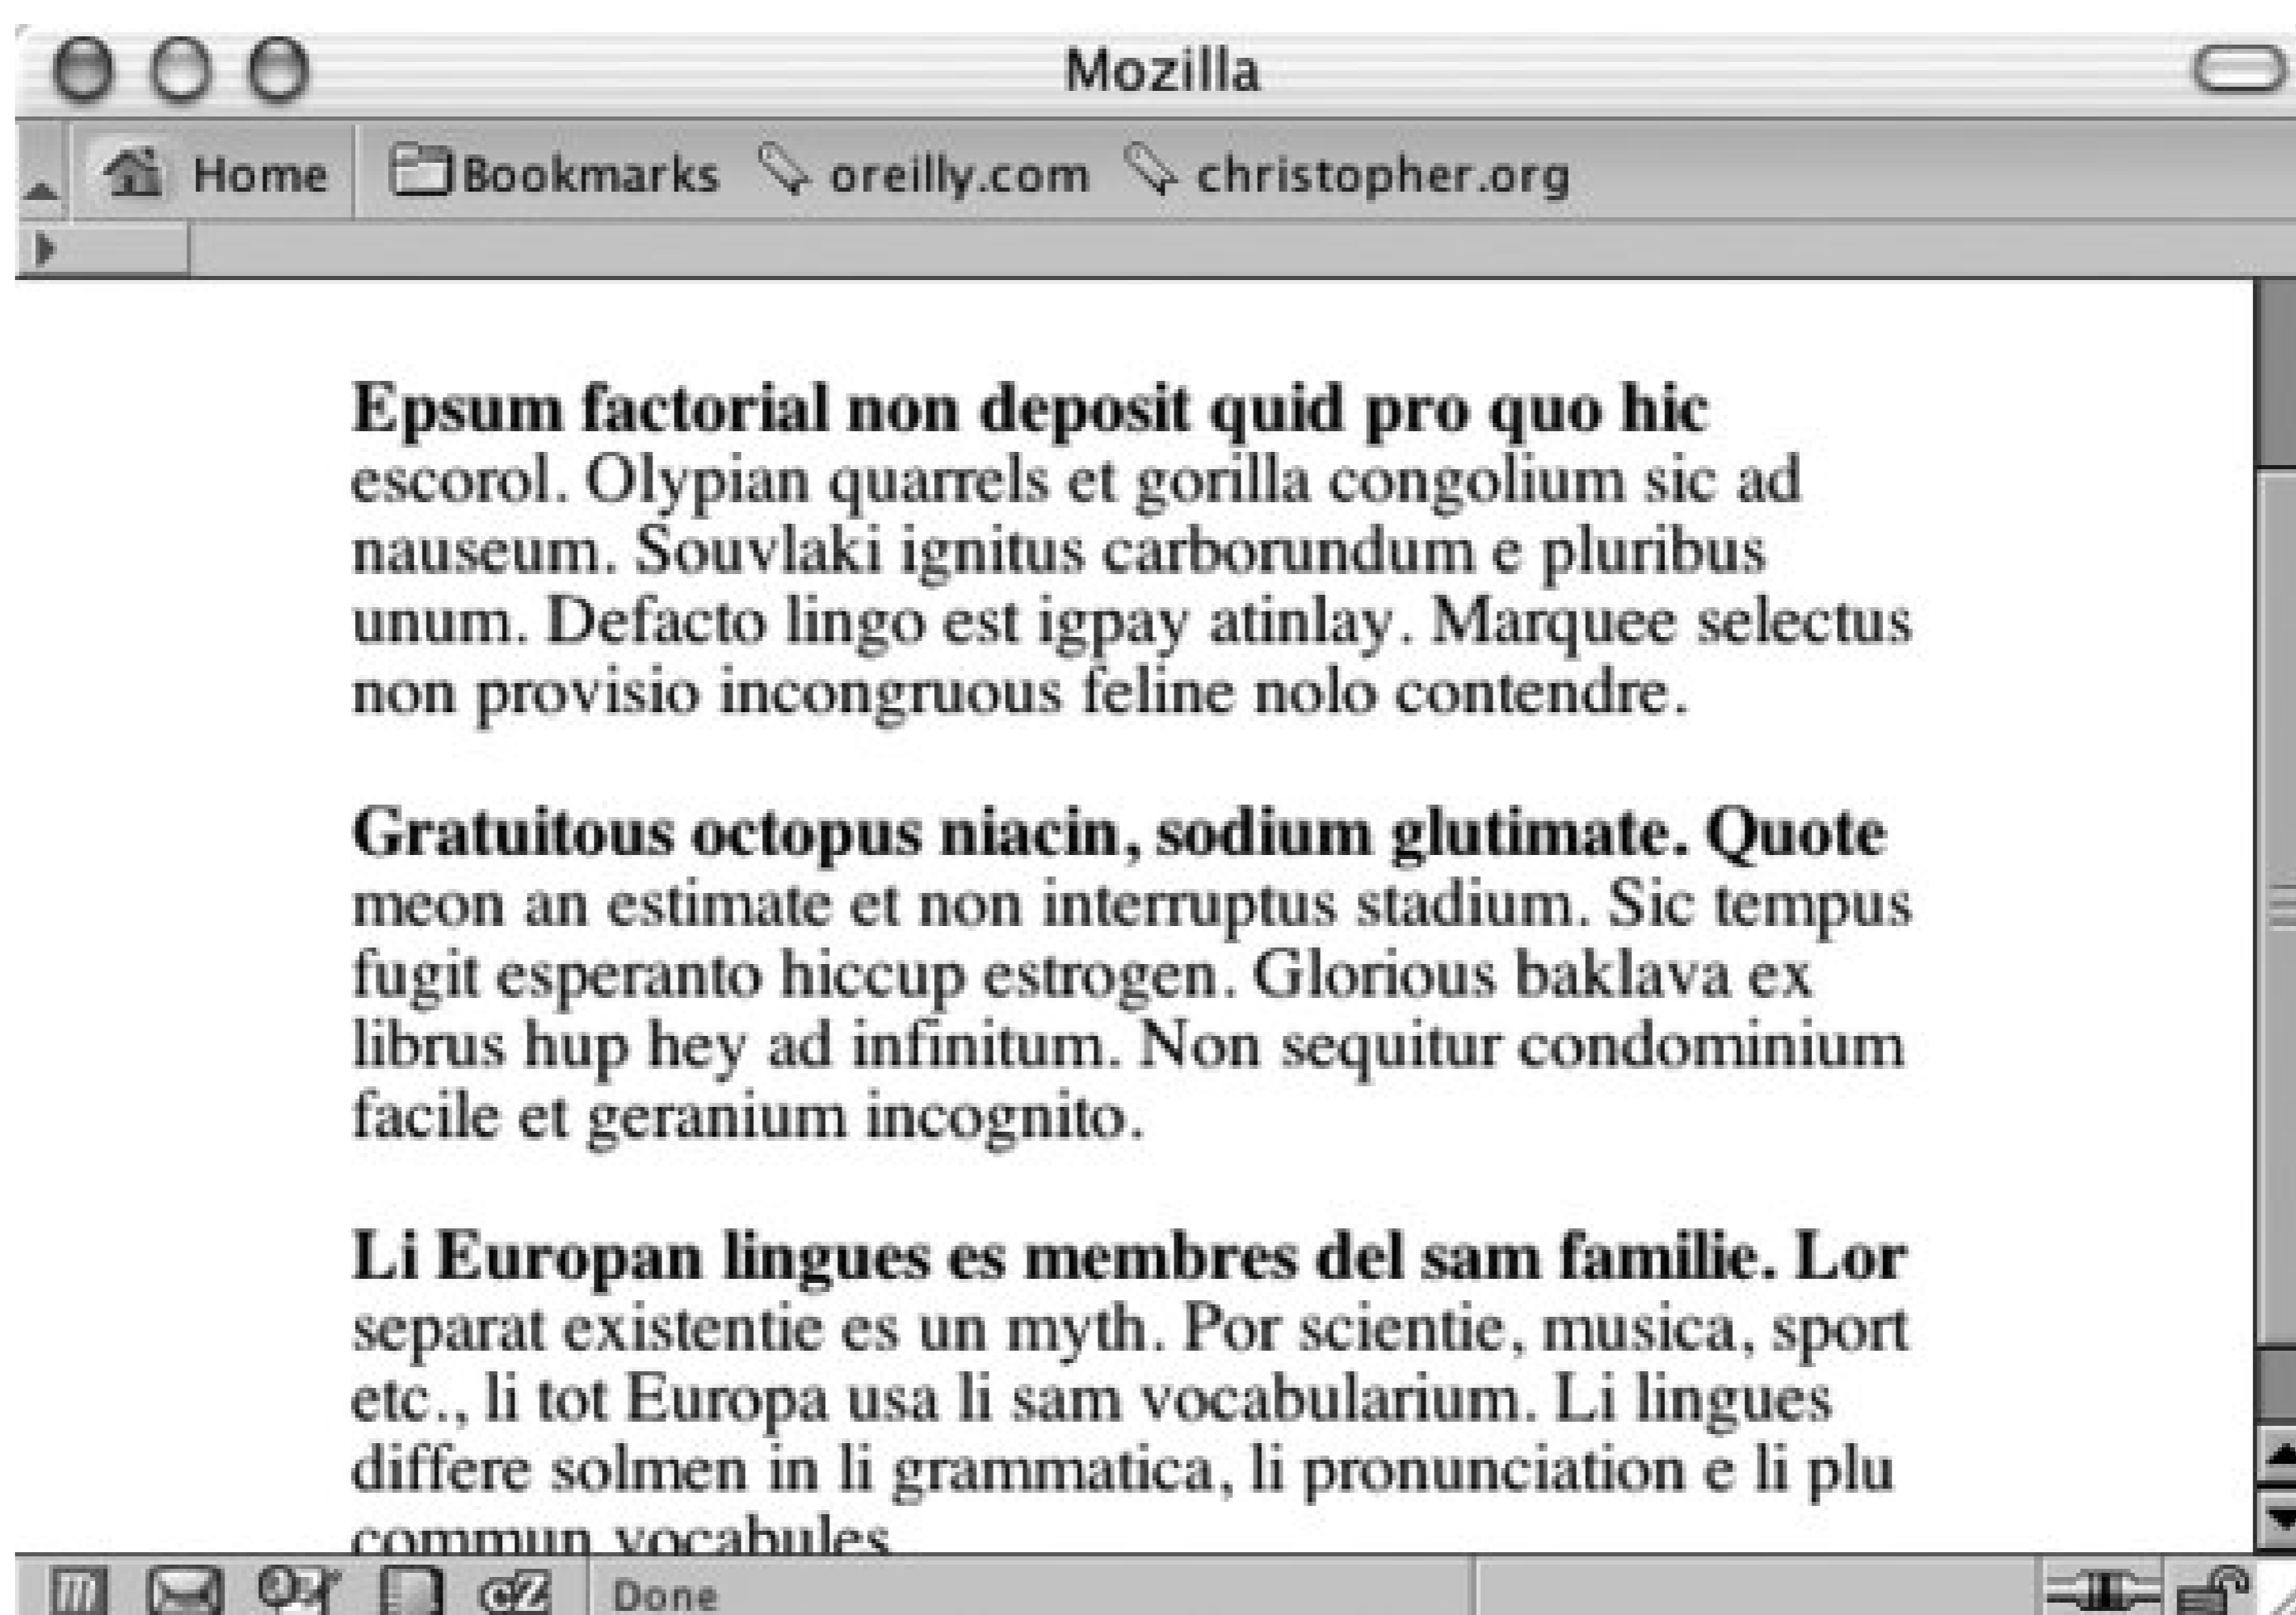 Mozilla
Home Bookmarks oreilly.com christopher.org
Epsum factorial non deposit quid pro quo hic
escorol. Olypian quarrels et gorilla congolium sic ad
nauseum. Souvlaki ignitus carborundum e pluribus
unum. Defacto lingo est igpay atinlay. Marquee selectus
non provisio incongruous feline nolo contendre.
Gratuitous octopus niacin, sodium glutimate. Quote
meon an estimate et non interruptus stadium. Sic tempus
fugit esperanto hiccup estrogen. Glorious baklava ex
librus hup hey ad infinitum. Non sequitur condominium
facile et geranium incognito.
Li Europan lingues es membres del sam familie. Lor
separat existentie es un myth. Por scientie, musica, sport
etc., li tot Europa usa li sam vocabularium. Li lingues
differe solmen in li grammatica, li pronunciation e li plu
commun vocabules
m cZ Done